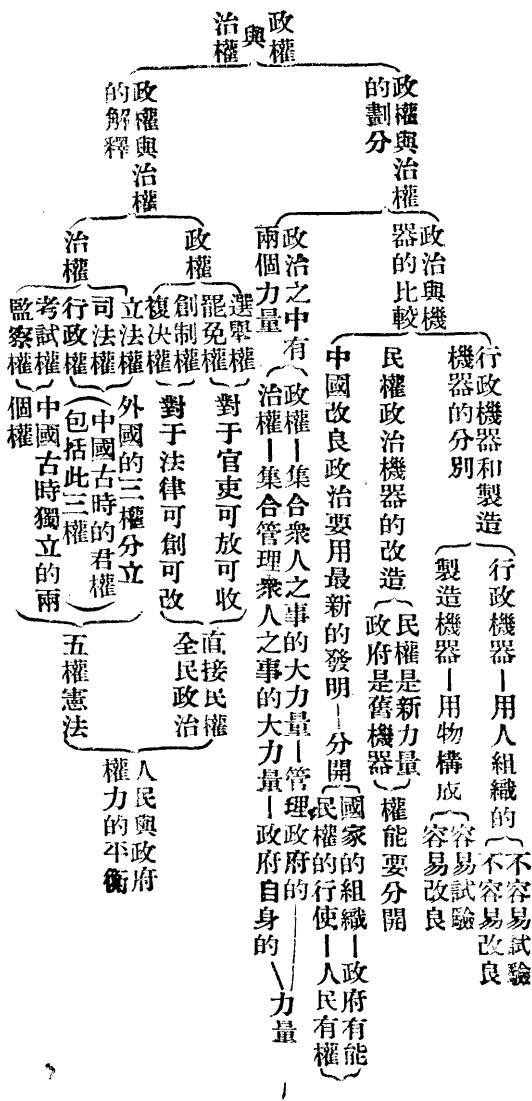 政權
與
治權
政權與治權
的劃分
政治與機
器的比較
行政機器和製造
機器的分別
行政機器—用人組織的
不容易試驗
不容易改良
製造機器—用物構成
容易試驗
容易改良
民權政治機器的改造
民權是新力量
政府是舊機器
權能要分開
中國改良政治要用最新的發明—分開
國家的組織—政府有能
民權的行使—人民有權
政治之中有
兩個力量
政權—集合衆人之事的大力量—管理政府的
治權—集合管理衆人之事的大力量—政府自身的
力量
政權與治權
的解釋
政權
選舉權
罷免權
創制權
複决權
對于官吏可放可收
對于法律可創可改
直接民權
全民政治
治權
立法權
司法權
行政權
考試權
監察權
外國的三權分立
(中國古時的君權)
(包括此三權)
中國古時獨立的兩
個權
五權憲法
人民與政府
權力的平衡